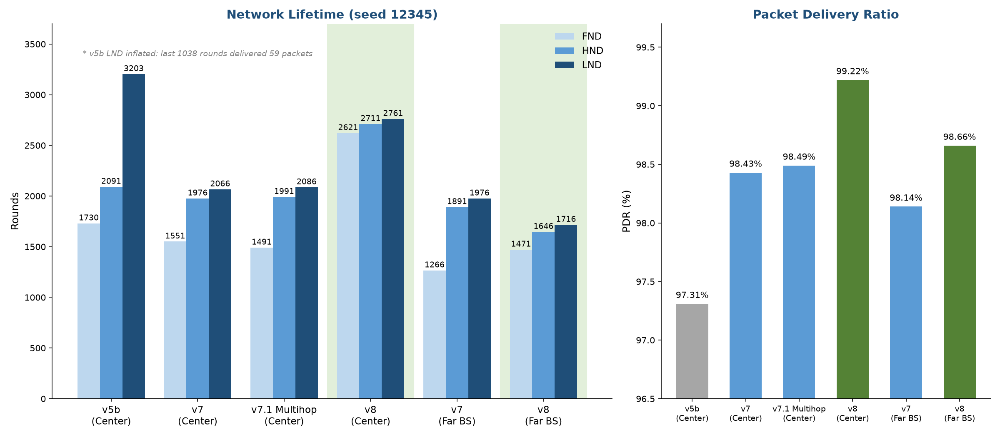 Network Lifetime (seed 12345)
Rounds
3500
3000
2500
2000
1500
1000
500
0
* v5b LND inflated: last 1038 rounds delivered 59 packets
FND
HND
LND
1730
2091
3203
1551
1976
2066
1491
1991
2086
2621
2711
2761
1266
1891
1976
1471
1646
1716
v5b
(Center)
v7
(Center)
v7.1 Multihop
(Center)
v8
(Center)
v7
(Far BS)
v8
(Far BS)
Packet Delivery Ratio
PDR (%)
99.5
99.0
98.5
98.0
97.5
97.0
96.5
97.31%
98.43%
98.49%
99.22%
98.14%
98.66%
v5b
(Center)
v7
(Center)
v7.1 Multihop
(Center)
v8
(Center)
v7
(Far BS)
v8
(Far BS)